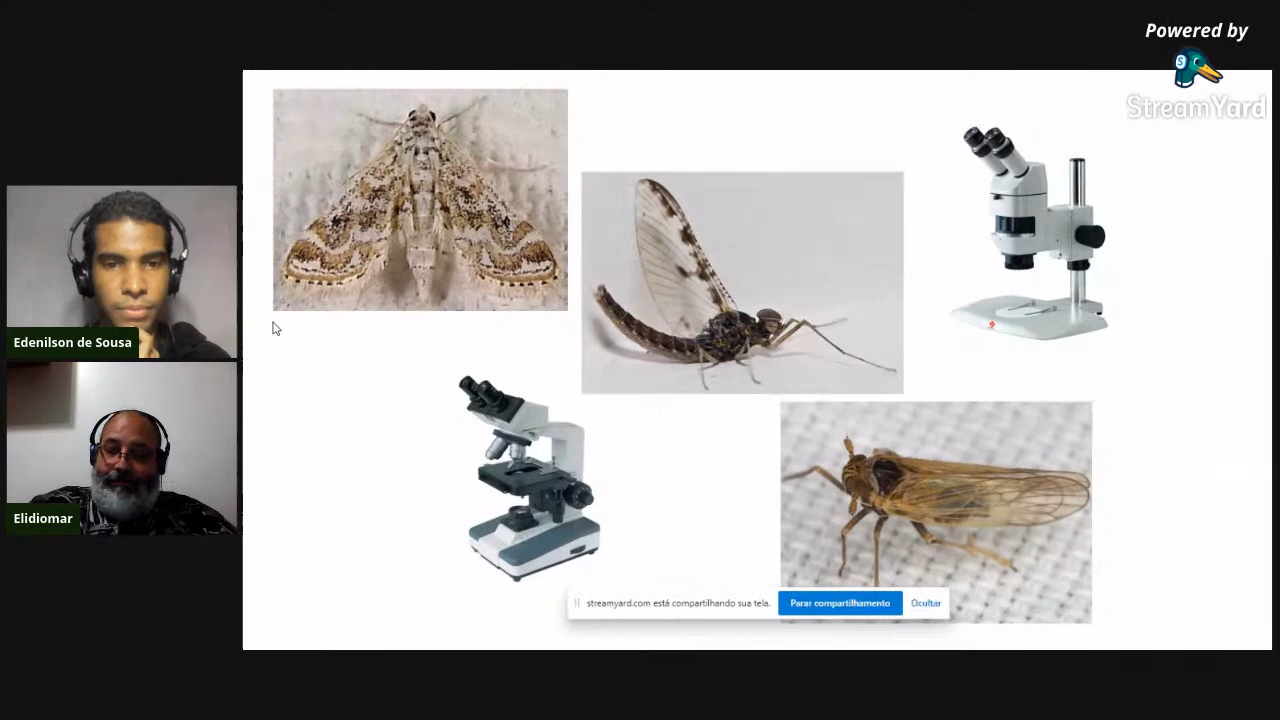 Powered by
StreamYard
Edenilson de Sousa
Elidiomar
streamyard.com está compartilhando sua tela.
Parar compartilhamento
Ocultar